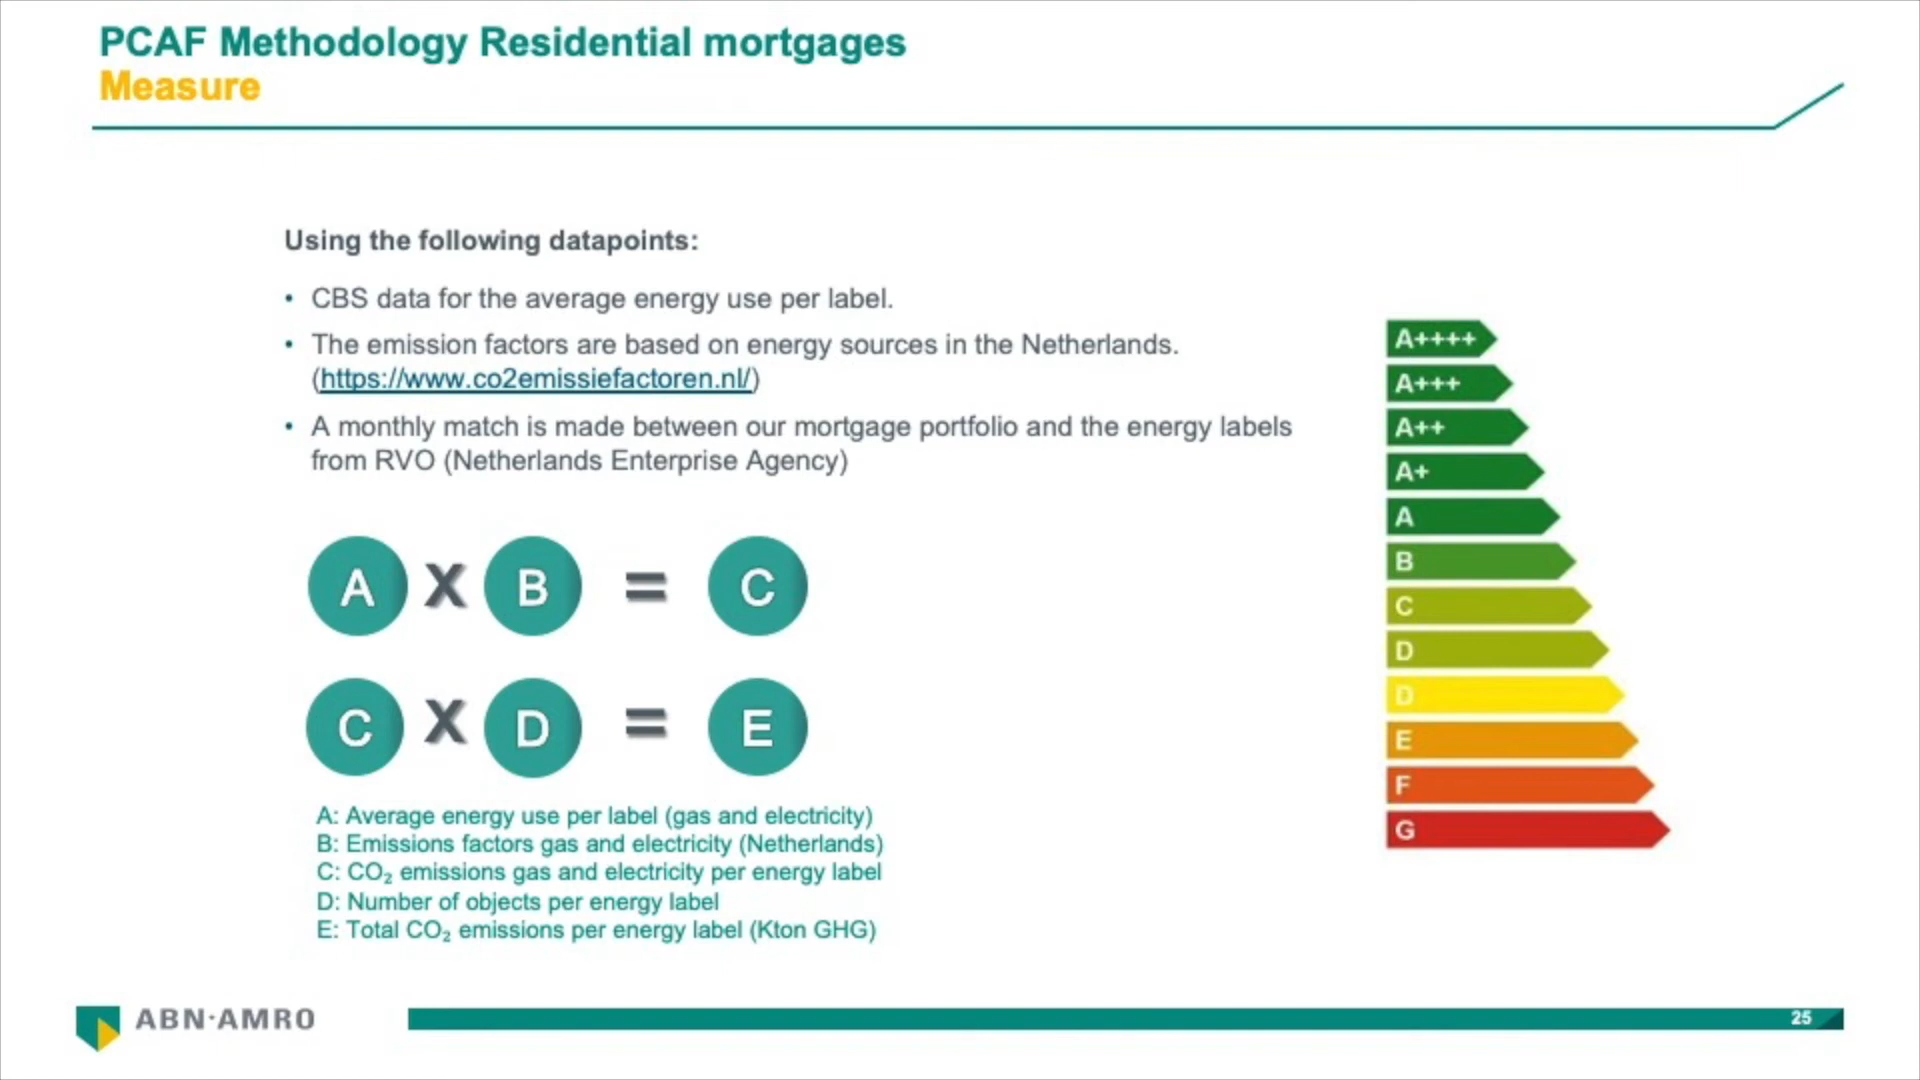 PCAF Methodology Residential mortgages
Measure
Using the following datapoints:
• CBS data for the average energy use per label.
• The emission factors are based on energy sources in the Netherlands.
(https://www.co2emissiefactoren.nl/)
• A monthly match is made between our mortgage portfolio and the energy labels
from RVO (Netherlands Enterprise Agency)
A X B = C
C X D = E
A: Average energy use per label (gas and electricity)
B: Emissions factors gas and electricity (Netherlands)
C: CO₂ emissions gas and electricity per energy label
D: Number of objects per energy label
E: Total CO₂ emissions per energy label (Kton GHG)
A++++
A+++
A++
A+
A
B
C
D
D
E
F
G
ABN·AMRO
25